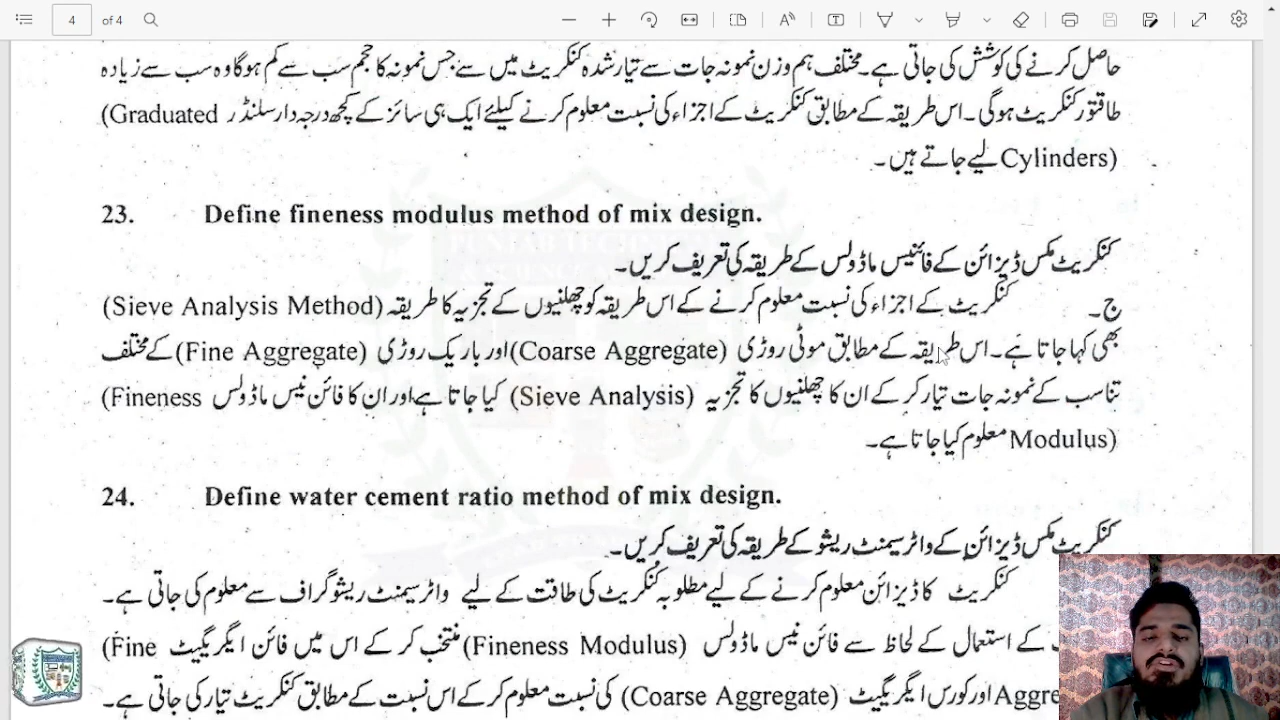 4 of 4
حاصل کرنے کی کوشش کی جاتی ہے۔ مختلف ہم وزن نمونہ جات سے تیار شدہ کنکریٹ میں سے جس نمونہ کا حجم سب سے کم ہوگا وہ سب سے زیادہ
طاقتور کنکریٹ ہوگی۔ اس طریقہ کے مطابق کنکریٹ کے اجزاء کی نسبت معلوم کرنے کیلئے ایک ہی سائز کے کچھ درجہ دار سلنڈر (Graduated
Cylinders) لیے جاتے ہیں۔
23. Define fineness modulus method of mix design.
کنکریٹ مکس ڈیزائن کے فائنیس ماڈولس کے طریقہ کی تعریف کریں۔
ج۔ کنکریٹ کے اجزاء کی نسبت معلوم کرنے کے اس طریقہ کو چھلنیوں کے تجزیہ کا طریقہ (Sieve Analysis Method)
بھی کہا جاتا ہے۔ اس طریقہ کے مطابق موٹی روڑی (Coarse Aggregate) اور باریک روڑی (Fine Aggregate) کے مختلف
تناسب کے نمونہ جات تیار کر کے ان کا چھلنیوں کا تجزیہ (Sieve Analysis) کیا جاتا ہے اور ان کا فائن نیس ماڈولس (Fineness
Modulus) معلوم کیا جاتا ہے۔
24. Define water cement ratio method of mix design.
کنکریٹ مکس ڈیزائن کے واٹر سیمنٹ ریشو کے طریقہ کی تعریف کریں۔
کنکریٹ کا ڈیزائن معلوم کرنے کے لیے مطلوبہ کنکریٹ کی طاقت کے لیے واٹر سیمنٹ ریشو گراف سے معلوم کی جاتی ہے۔
کے استعمال کے لحاظ سے فائن نیس ماڈولس (Fineness Modulus) منتخب کر کے اس میں فائن ایگریگیٹ (Fine
Aggre اور کورس ایگریگیٹ (Coarse Aggregate) کی نسبت معلوم کر کے اس نسبت کے مطابق کنکریٹ تیار کی جاتی ہے۔